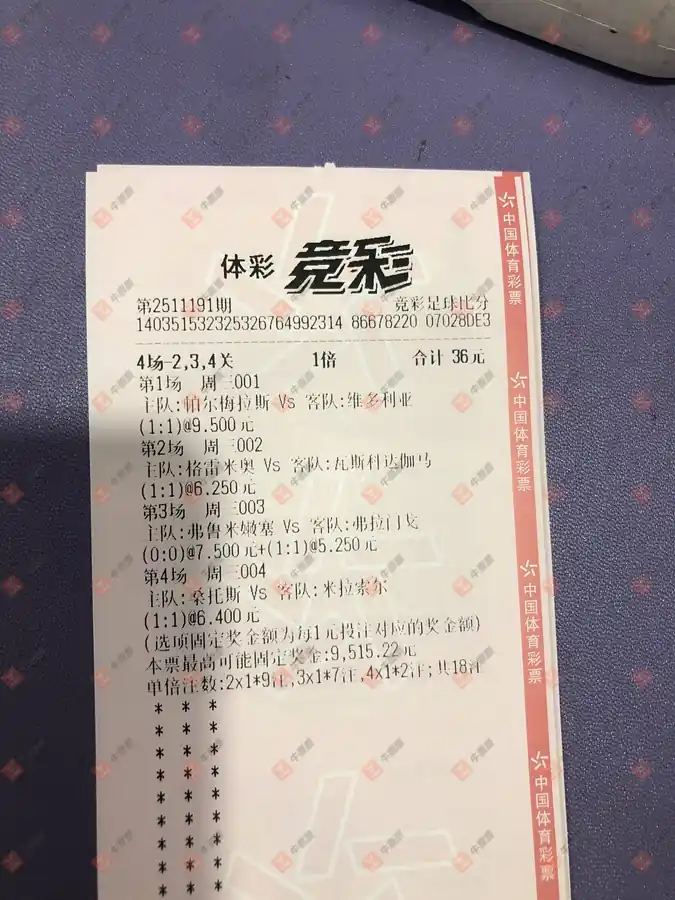 体彩 竞彩
第2511191期 竞彩足球比分
140351532325326764992314 86678220 07028DE3
4场-2,3,4关 1倍 合计 36元
第1场 周三001
主队:帕尔梅拉斯 Vs 客队:维多利亚
(1:1)@9.500元
第2场 周三002
主队:格雷米奥 Vs 客队:瓦斯科达伽马
(1:1)@6.250元
第3场 周三003
主队:弗鲁米嫩塞 Vs 客队:弗拉门戈
(0:0)@7.500元+(1:1)@5.250元
第4场 周三004
主队:桑托斯 Vs 客队:米拉索尔
(1:1)@6.400元
(选项固定奖金额为每1元投注对应的奖金额)
本票最高可能固定奖金:9,515.22元
单倍注数:2x1*9注,3x1*7注,4x1*2注;共18注
* * *
* * *
* * *
* * *
* * *
* * *
* * *
* * *
* * *
中国体育彩票
中国体育彩票
中国体育彩票
中国体育彩票